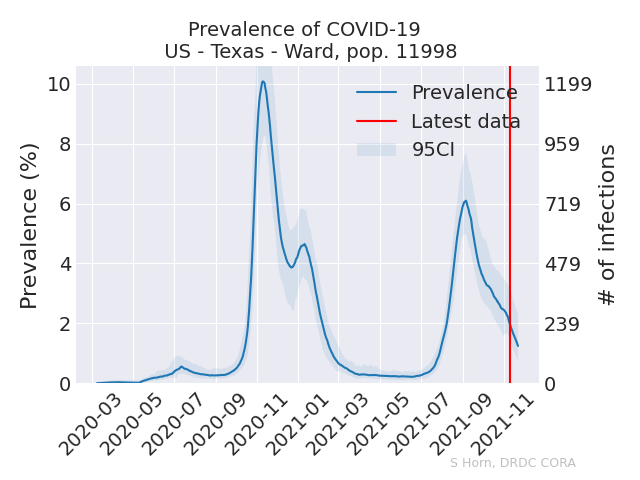 Prevalence of COVID-19
US - Texas - Ward, pop. 11998
Prevalence
Latest data
95CI
Prevalence (%)
10
8
6
4
2
0
1199
959
719
479
239
0
# of infections
2020-03
2020-05
2020-07
2020-09
2020-11
2021-01
2021-03
2021-05
2021-07
2021-09
2021-11
S Horn, DRDC CORA